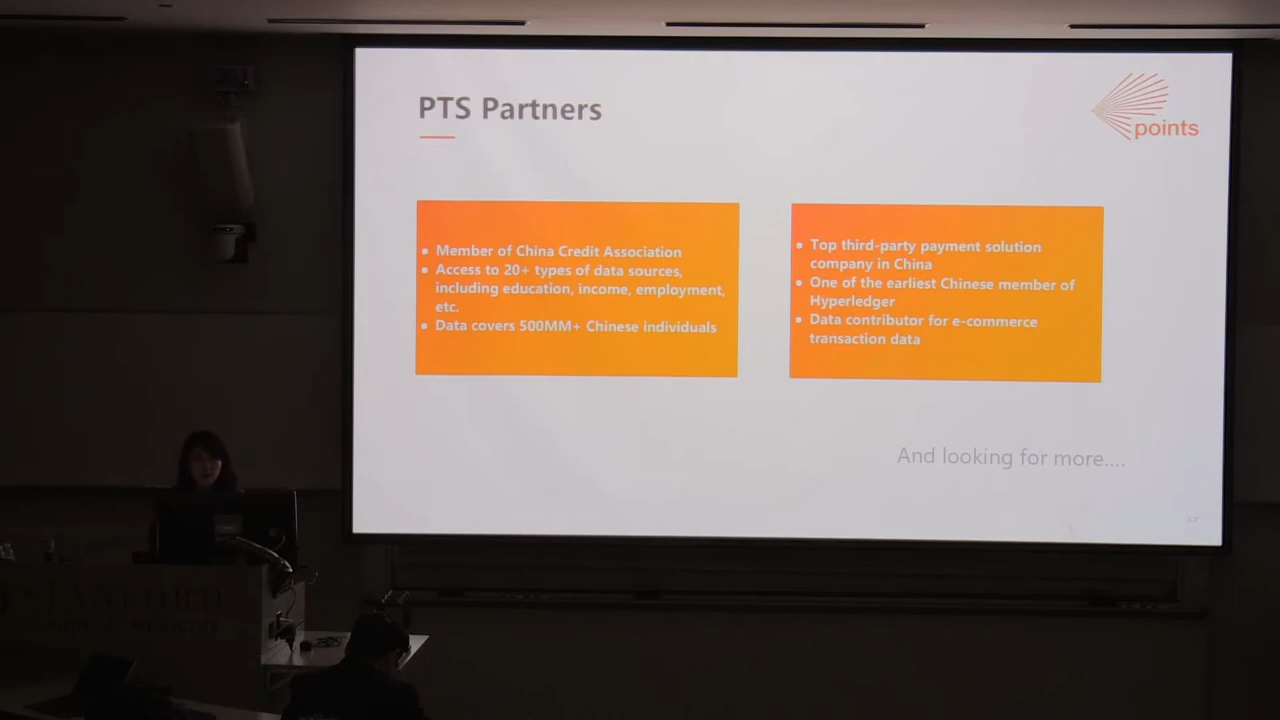 PTS Partners
points
• Member of China Credit Association
• Access to 20+ types of data sources,
including education, income, employment,
etc.
• Data covers 500MM+ Chinese individuals
• Top third-party payment solution
company in China
• One of the earliest Chinese member of
Hyperledger
• Data contributor for e-commerce
transaction data
And looking for more....
STANFORD